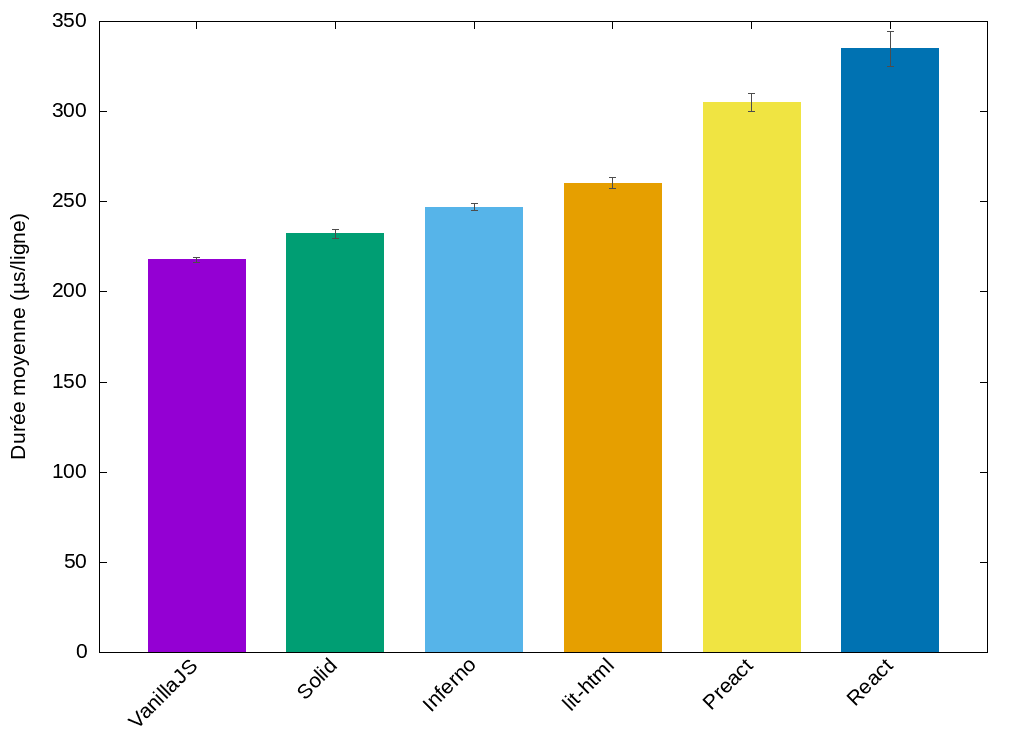 350
300
250
200
150
100
50
0
Durée moyenne (µs/ligne)
VanillaJS
Solid
Inferno
lit-html
Preact
React